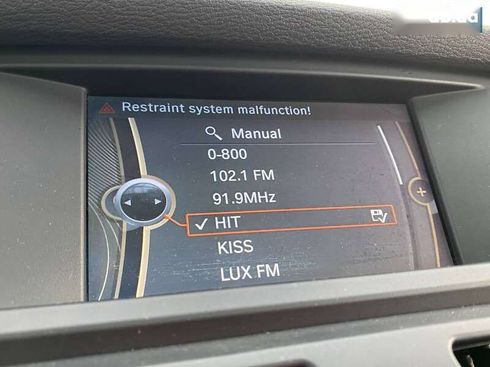 Restraint system malfunction!
Manual
0-800
102.1 FM
91.9MHz
HIT
KISS
LUX FM